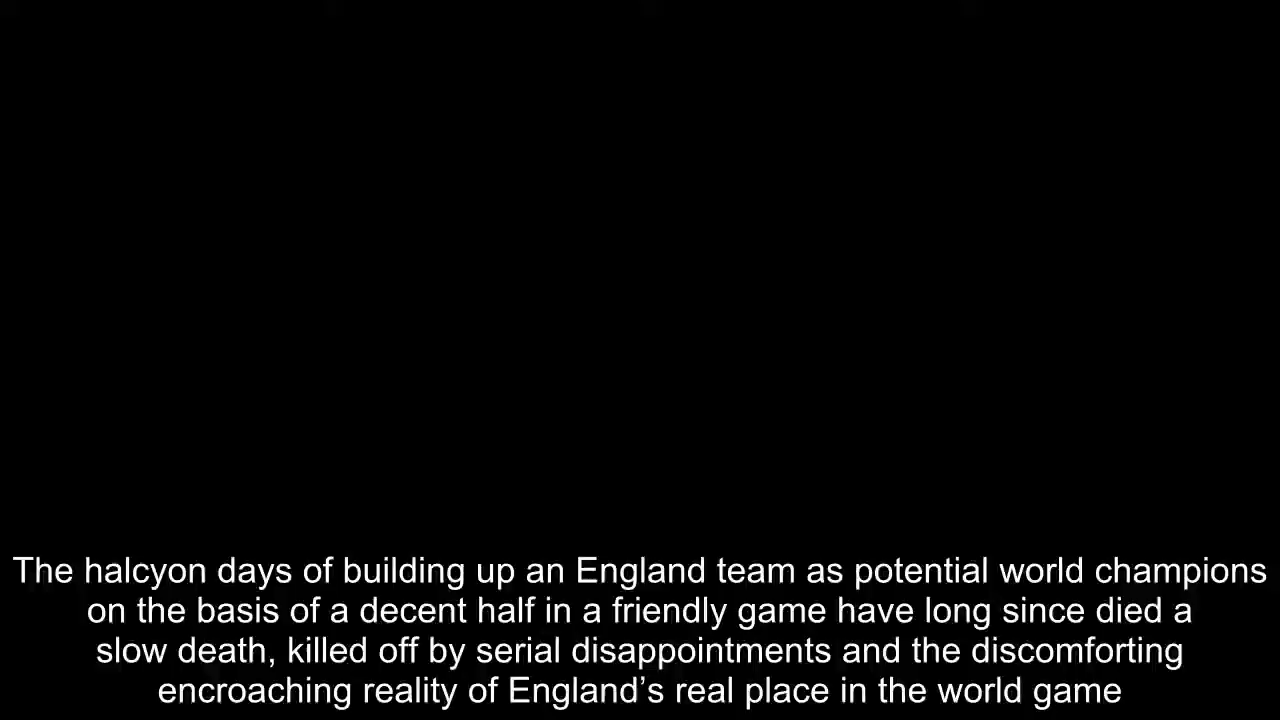 The halcyon days of building up an England team as potential world champions
on the basis of a decent half in a friendly game have long since died a
slow death, killed off by serial disappointments and the discomforting
encroaching reality of England’s real place in the world game